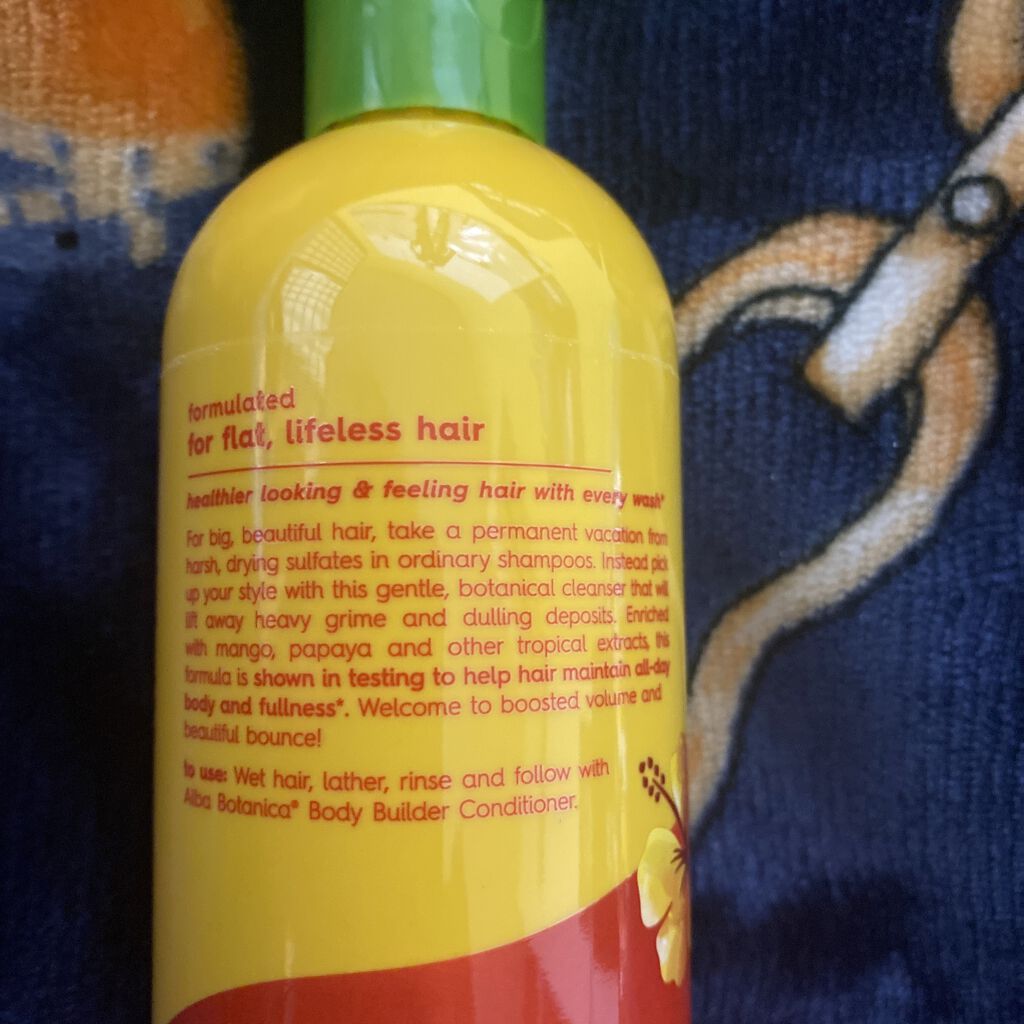 formulated
for flat, lifeless hair
healthier looking & feeling hair with every wash*
For big, beautiful hair, take a permanent vacation from
harsh, drying sulfates in ordinary shampoos. Instead pick
up your style with this gentle, botanical cleanser that will
lift away heavy grime and dulling deposits. Enriched
with mango, papaya and other tropical extracts, this
formula is shown in testing to help hair maintain all-day
body and fullness*. Welcome to boosted volume and
beautiful bounce!
to use: Wet hair, lather, rinse and follow with
Alba Botanica® Body Builder Conditioner.